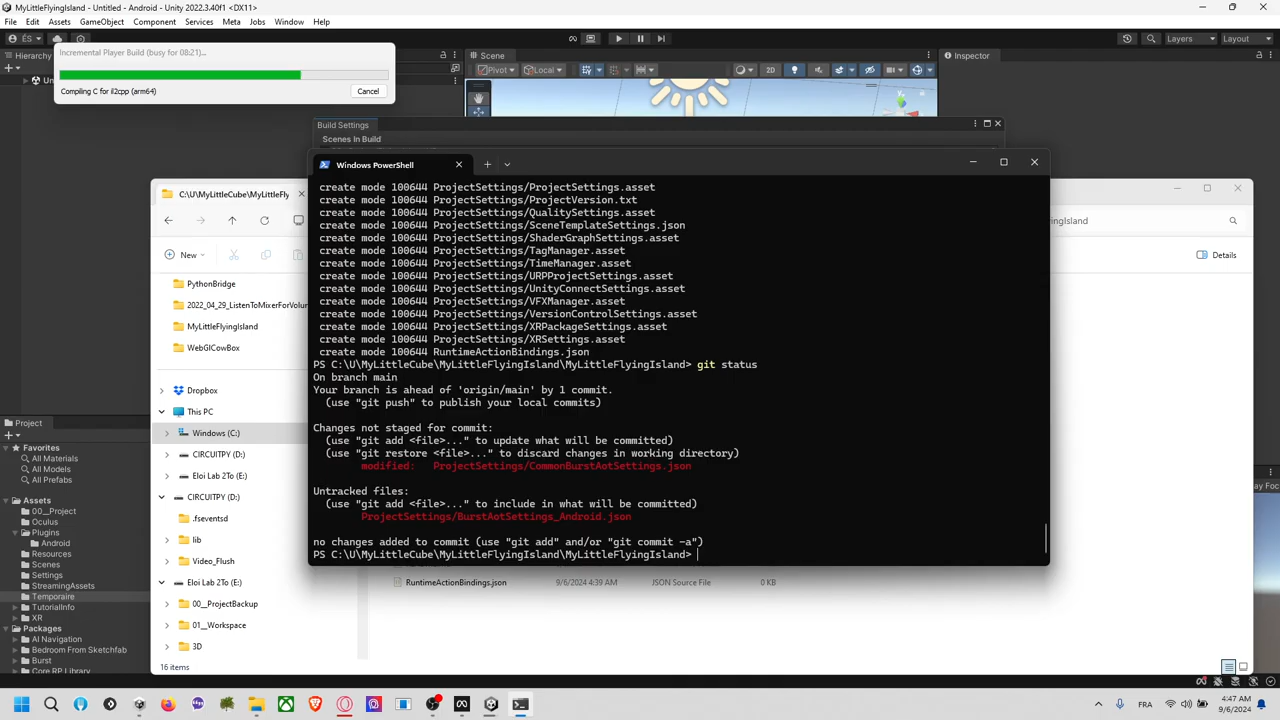 MyLittleFlyingIsland - Untitled - Android - Unity 2022.3.40f1 <DX11>
File Edit Assets GameObject Component Services Meta Jobs Window Help
ÉS
Layers
Layout
Hierarchy
Scene
Inspector
Incremental Player Build (busy for 08:21)...
Compiling C for il2cpp (arm64)
Cancel
Pivot
Local
2D
Build Settings
Scenes In Build
Windows PowerShell
create mode 100644 ProjectSettings/ProjectSettings.asset
create mode 100644 ProjectSettings/ProjectVersion.txt
create mode 100644 ProjectSettings/QualitySettings.asset
create mode 100644 ProjectSettings/SceneTemplateSettings.json
create mode 100644 ProjectSettings/ShaderGraphSettings.asset
create mode 100644 ProjectSettings/TagManager.asset
create mode 100644 ProjectSettings/TimeManager.asset
create mode 100644 ProjectSettings/URPProjectSettings.asset
create mode 100644 ProjectSettings/UnityConnectSettings.asset
create mode 100644 ProjectSettings/VFXManager.asset
create mode 100644 ProjectSettings/VersionControlSettings.asset
create mode 100644 ProjectSettings/XRPackageSettings.asset
create mode 100644 ProjectSettings/XRSettings.asset
create mode 100644 RuntimeActionBindings.json
PS C:\U\MyLittleCube\MyLittleFlyingIsland\MyLittleFlyingIsland> git status
On branch main
Your branch is ahead of 'origin/main' by 1 commit.
(use "git push" to publish your local commits)
Changes not staged for commit:
(use "git add <file>..." to update what will be committed)
(use "git restore <file>..." to discard changes in working directory)
modified: ProjectSettings/CommonBurstAotSettings.json
Untracked files:
(use "git add <file>..." to include in what will be committed)
ProjectSettings/BurstAotSettings_Android.json
no changes added to commit (use "git add" and/or "git commit -a")
PS C:\U\MyLittleCube\MyLittleFlyingIsland\MyLittleFlyingIsland>
C:\U\MyLittleCube\MyLittleFly
New
Details
PythonBridge
2022_04_29_ListenToMixerForVolum
MyLittleFlyingIsland
WebGlCowBox
Dropbox
This PC
Windows (C:)
CIRCUITPY (D:)
Eloi Lab 2To (E:)
CIRCUITPY (D:)
.fseventsd
lib
Video_Flush
Eloi Lab 2To (E:)
00__ProjectBackup
01__Workspace
3D
16 items
RuntimeActionBindings.json 9/6/2024 4:39 AM JSON Source File 0 KB
Project
Favorites
All Materials
All Models
All Prefabs
Assets
00__Project
Oculus
Plugins
Android
Resources
Scenes
Settings
StreamingAssets
Temporaire
TutorialInfo
XR
Packages
AI Navigation
Bedroom From Sketchfab
Burst
Core RP Library
FRA
4:47 AM
9/6/2024